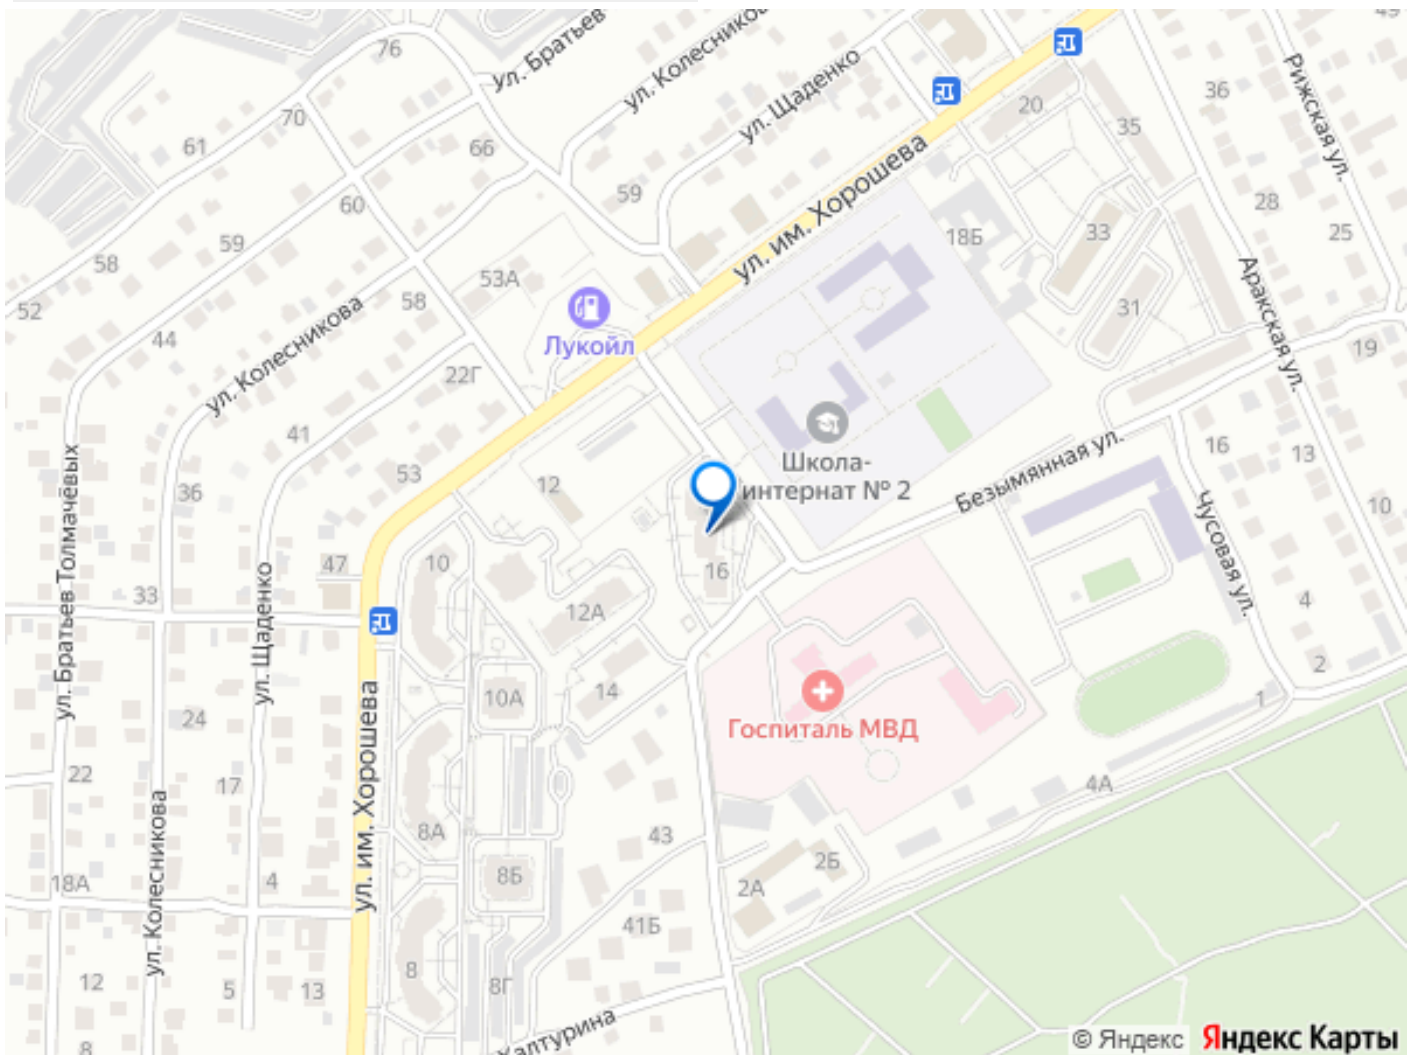 ул. Братьев
76
ул. Колесникова
49
ул. Щаденко
20
36
Рижская ул.
70
61
66
35
60
59
ул. им. Хорошева
28
59
18Б
33
25
58
53А
Аракская ул.
52
58
31
44
Лукойл
19
ул. Колесникова
22Г
41
53
Школа-
интернат № 2
Безымянная ул.
16
13
36
12
10
Чусовая ул.
ул. Братьев Толмачёвых
ул. Щаденко
47
10
16
33
12А
4
2
10А
14
1
24
ул. им. Хорошева
Госпиталь МВД
22
17
4А
ул. Колесникова
8А
43
2Б
18А
4
8Б
2А
41Б
12
5
13
8
8Г
8
Халтурина
© Яндекс Яндекс Карты